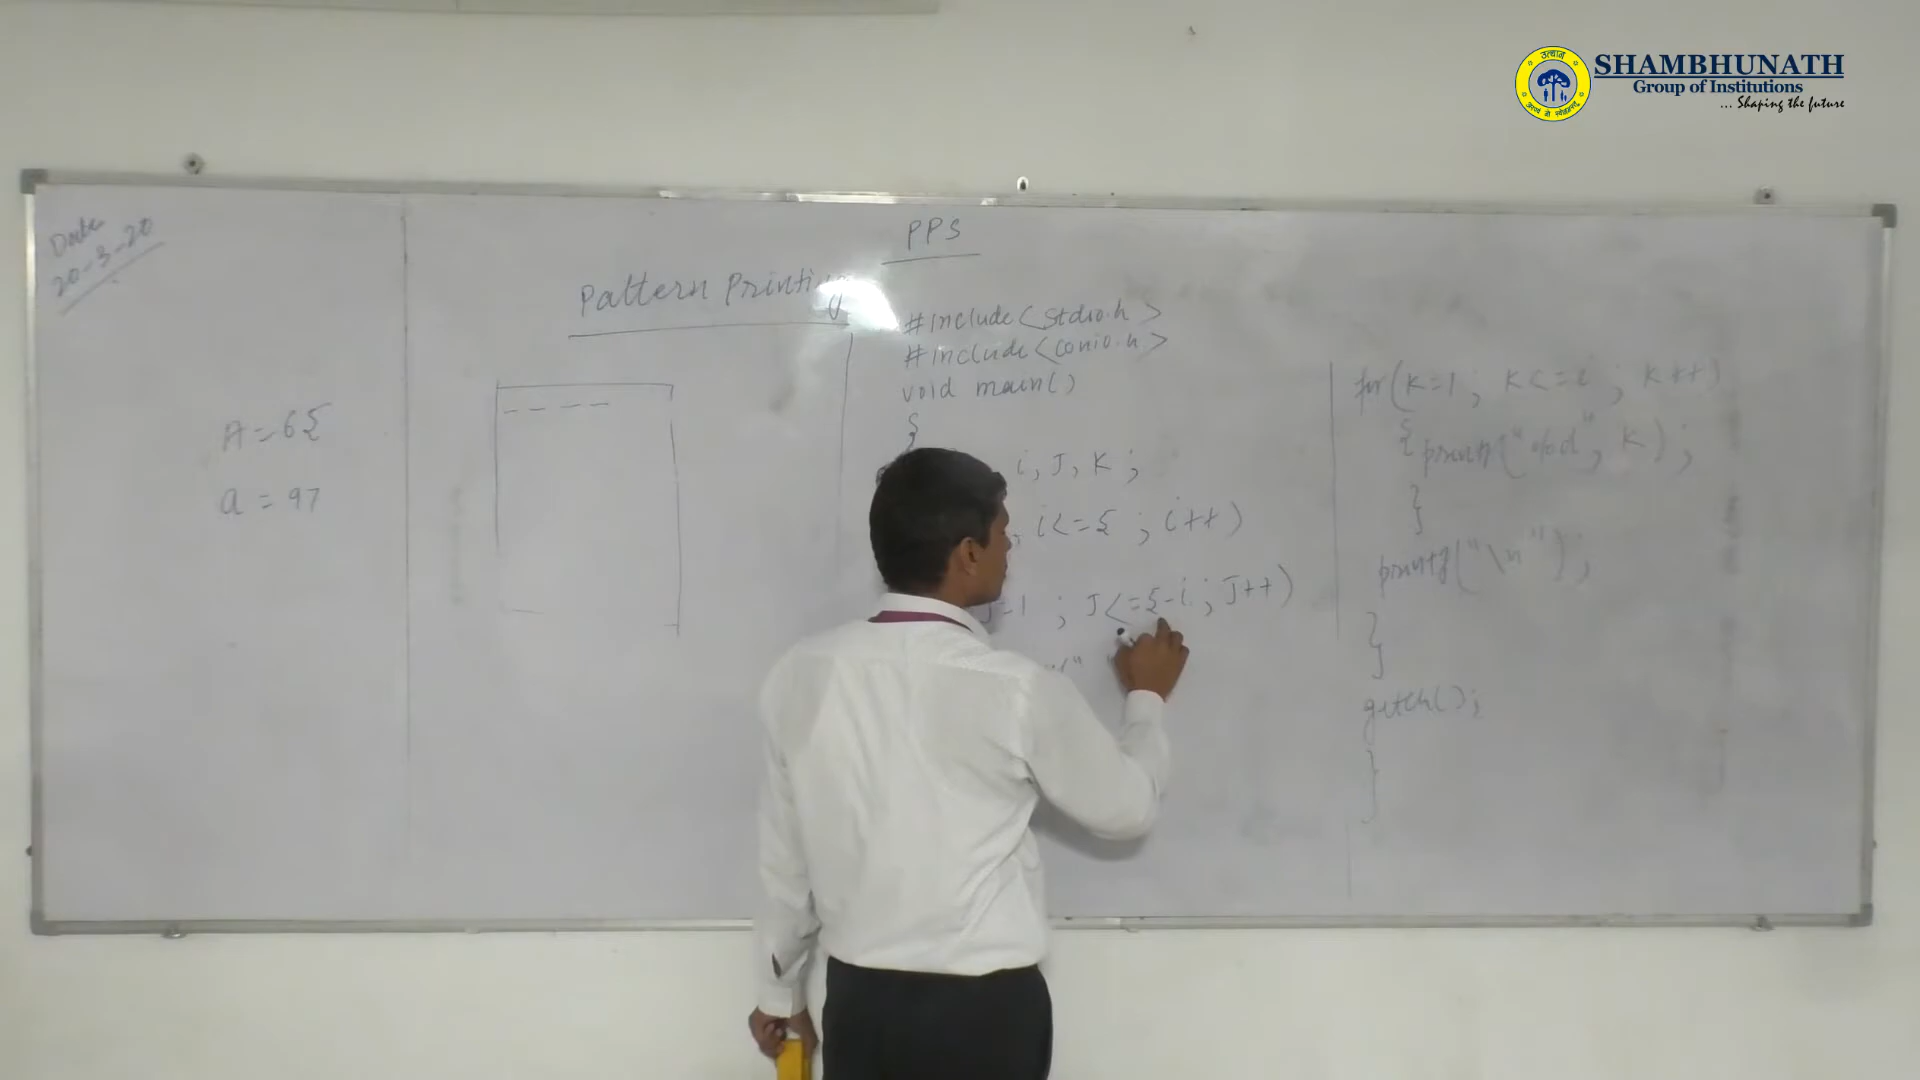 उत्थान
SHAMBHUNATH
Group of Institutions
... Shaping the future
Date
20-3-20
PPS
Pattern Printing
A = 65
a = 97
#include<stdio.h>
#include<conio.h>
void main()
{
i, J, K ;
i<=5 ; i++)
J=1 ; J<=5-i ; J++)
for(K=1 ; K<=i ; K++)
{ printf("%d", K) ;
}
printf("\n") ;
}
getch();
}